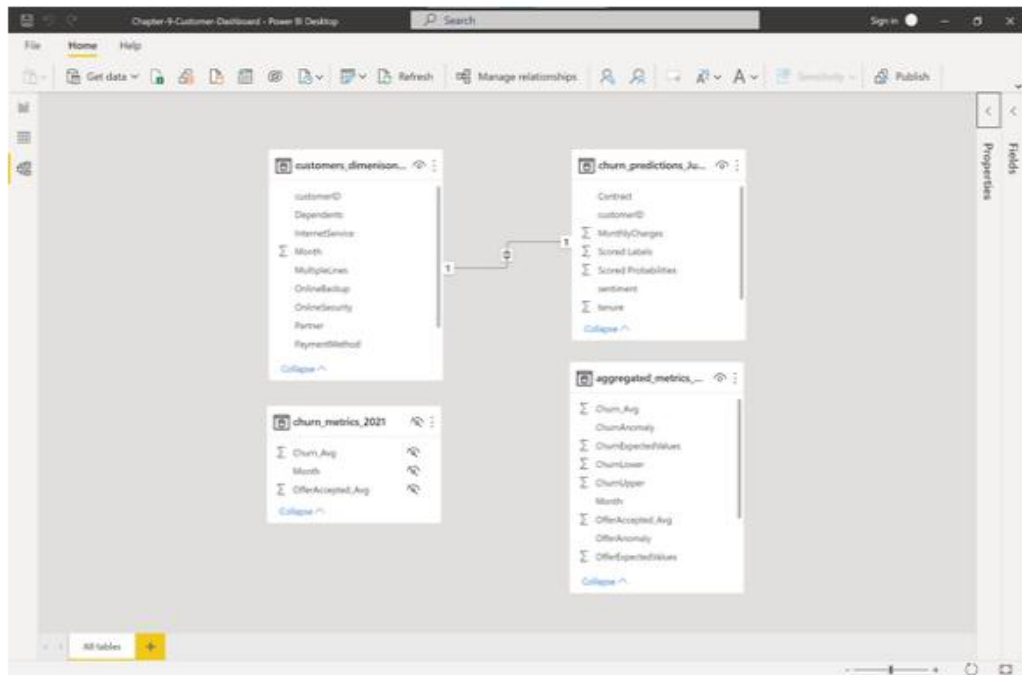 Chapter-9-Customer-Dashboard - Power BI Desktop
Search
Sign in
File Home Help
Get data Refresh Manage relationships A Sensitivity Publish
customers_dimenison...
customerID
Dependents
InternetService
Σ Month
MultipleLines
OnlineBackup
OnlineSecurity
Partner
PaymentMethod
Collapse
1
1
churn_predictions_Ju...
Contract
customerID
Σ MonthlyCharges
Σ Scored Labels
Σ Scored Probabilities
sentiment
Σ tenure
Collapse
churn_metrics_2021
Σ Churn_Avg
Month
Σ OfferAccepted_Avg
Collapse
aggregated_metrics_...
Σ Churn_Avg
ChurnAnomaly
Σ ChurnExpectedValues
Σ ChurnLower
Σ ChurnUpper
Month
Σ OfferAccepted_Avg
OfferAnomaly
Σ OfferExpectedValues
Collapse
Properties
Fields
All tables +
- +